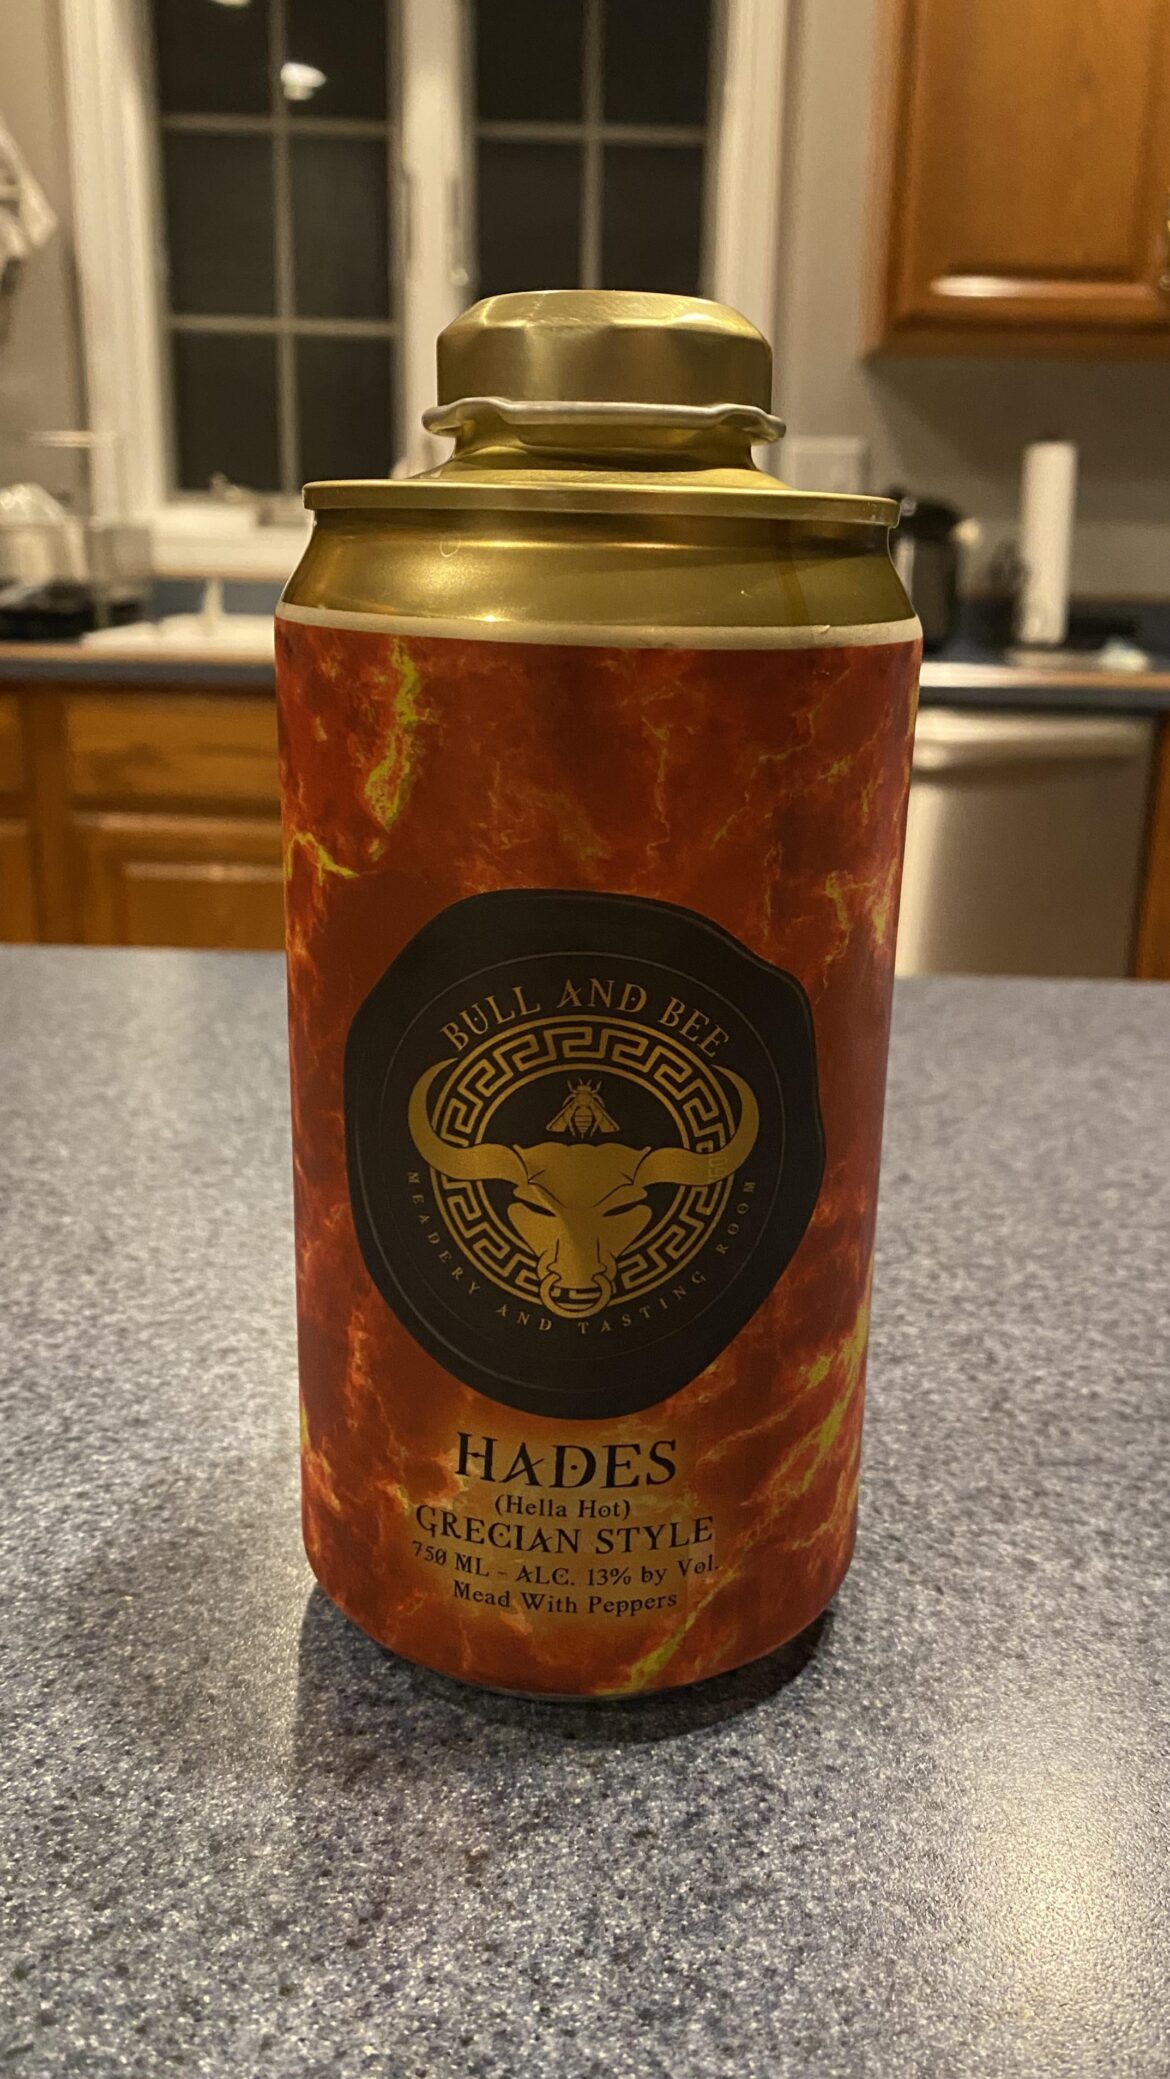 BULL AND BEE
MEADERY AND TASTING ROOM
HADES
(Hella Hot)
GRECIAN STYLE
750 ML - ALC. 13% by Vol.
Mead With Peppers